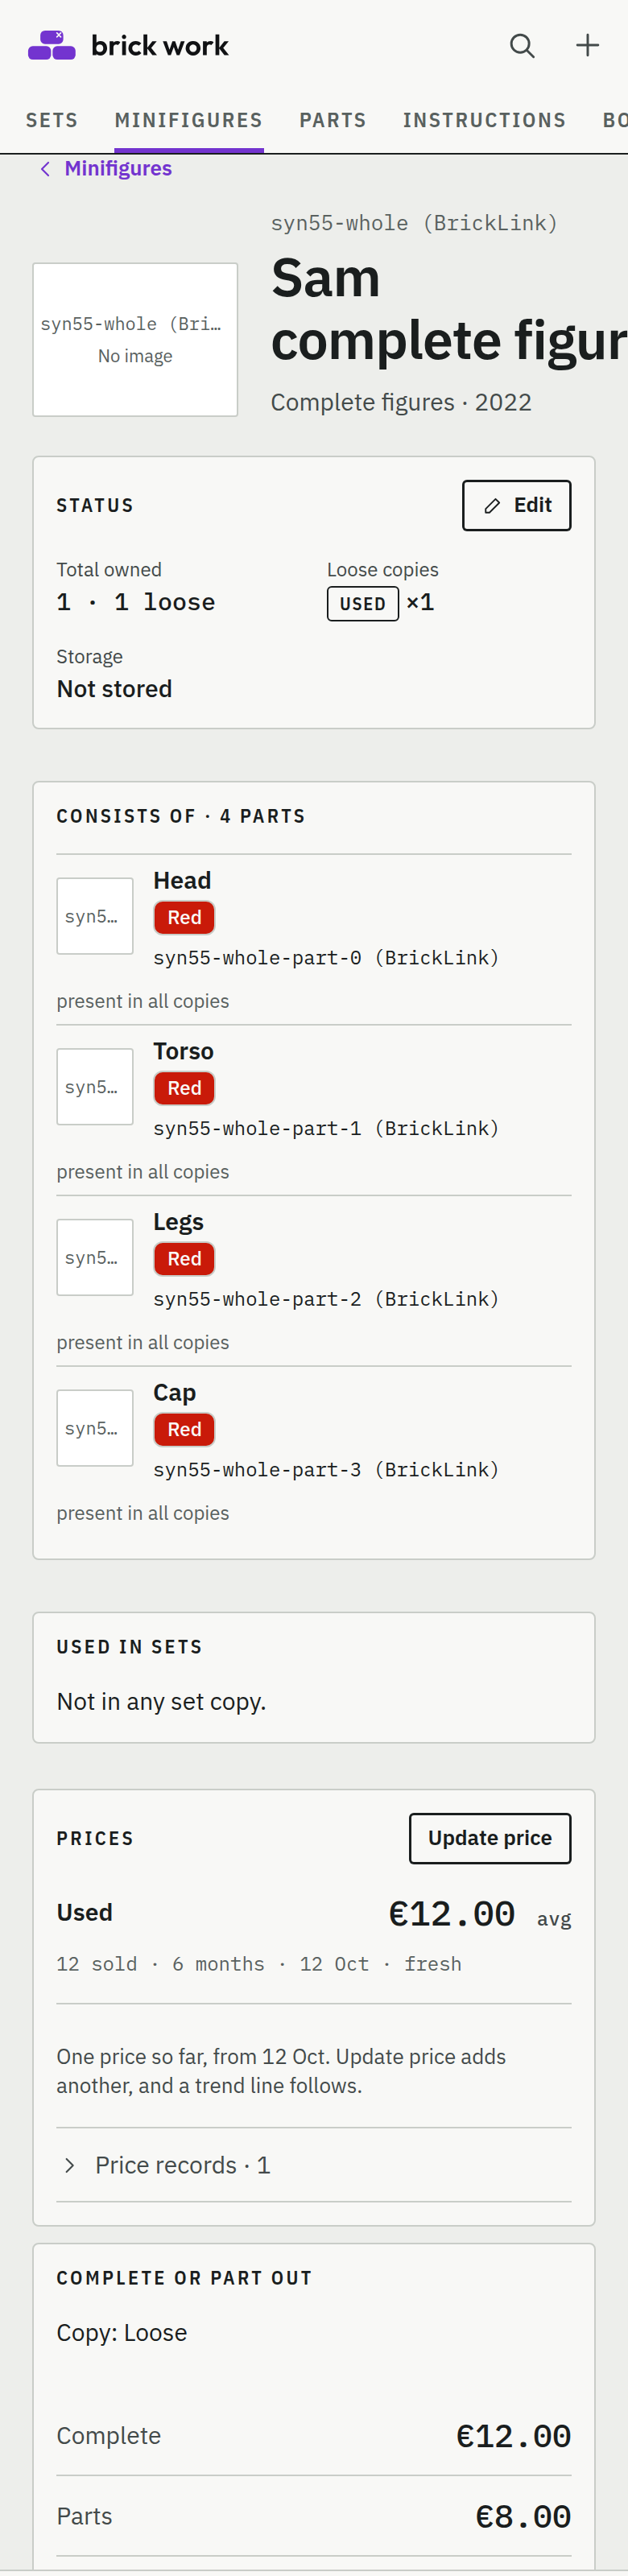 brick work
SETS MINIFIGURES PARTS INSTRUCTIONS BO
Minifigures
syn55-whole (BrickLink)
Sam
complete figur
Complete figures · 2022
syn55-whole (Bri…
No image
STATUS
Edit
Total owned
1 · 1 loose
Loose copies
USED ×1
Storage
Not stored
CONSISTS OF · 4 PARTS
syn5…
Head
Red
syn55-whole-part-0 (BrickLink)
present in all copies
syn5…
Torso
Red
syn55-whole-part-1 (BrickLink)
present in all copies
syn5…
Legs
Red
syn55-whole-part-2 (BrickLink)
present in all copies
syn5…
Cap
Red
syn55-whole-part-3 (BrickLink)
present in all copies
USED IN SETS
Not in any set copy.
PRICES
Update price
Used €12.00 avg
12 sold · 6 months · 12 Oct · fresh
One price so far, from 12 Oct. Update price adds
another, and a trend line follows.
Price records · 1
COMPLETE OR PART OUT
Copy: Loose
Complete €12.00
Parts €8.00